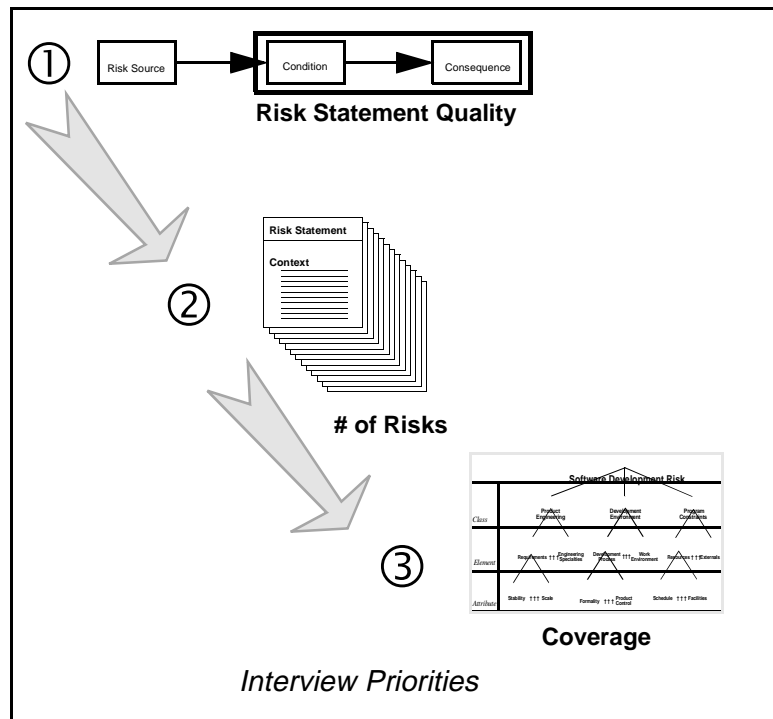 ①
Risk Source
Condition
Consequence
Risk Statement Quality
②
Risk Statement
Context
# of Risks
③
Software Development Risk
Class
Product
Engineering
Development
Environment
Program
Constraints
Element
Requirements ††† Engineering
Specialties
Development
Process ††† Work
Environment
Resources ††† Externals
Attribute
Stability ††† Scale
Formality ††† Product
Control
Schedule ††† Facilities
Coverage
Interview Priorities